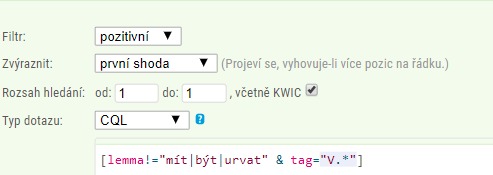 Filtr: pozitivní
Zvýraznit: první shoda (Projeví se, vyhovuje-li více pozic na řádku.)
Rozsah hledání: od: 1 do: 1 , včetně KWIC
Typ dotazu: CQL ?
[lemma!="mít|být|urvat" & tag="V.*"]